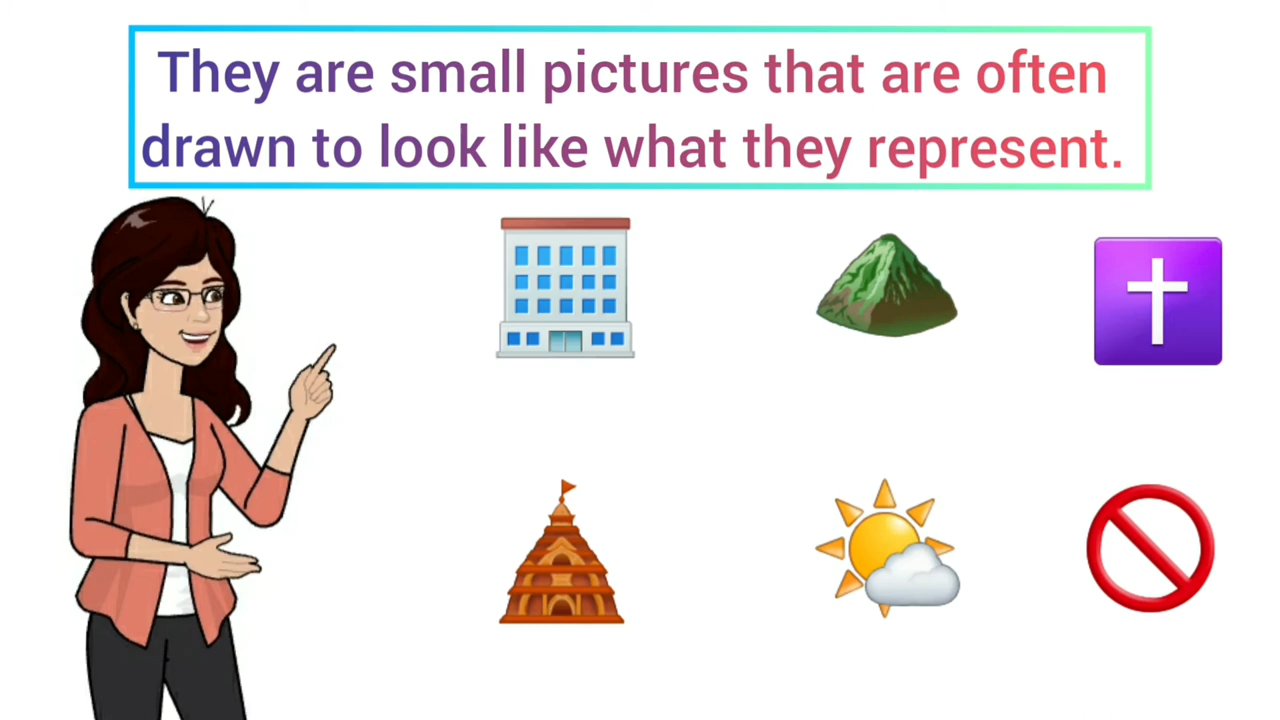 They are small pictures that are often
drawn to look like what they represent.